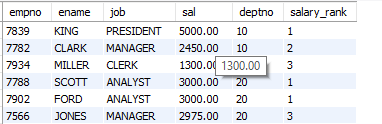 empno ename job sal deptno salary_rank
7839 KING PRESIDENT 5000.00 10 1
7782 CLARK MANAGER 2450.00 10 2
7934 MILLER CLERK 1300.00 3
1300.00
7788 SCOTT ANALYST 3000.00 20 1
7902 FORD ANALYST 3000.00 20 1
7566 JONES MANAGER 2975.00 20 3